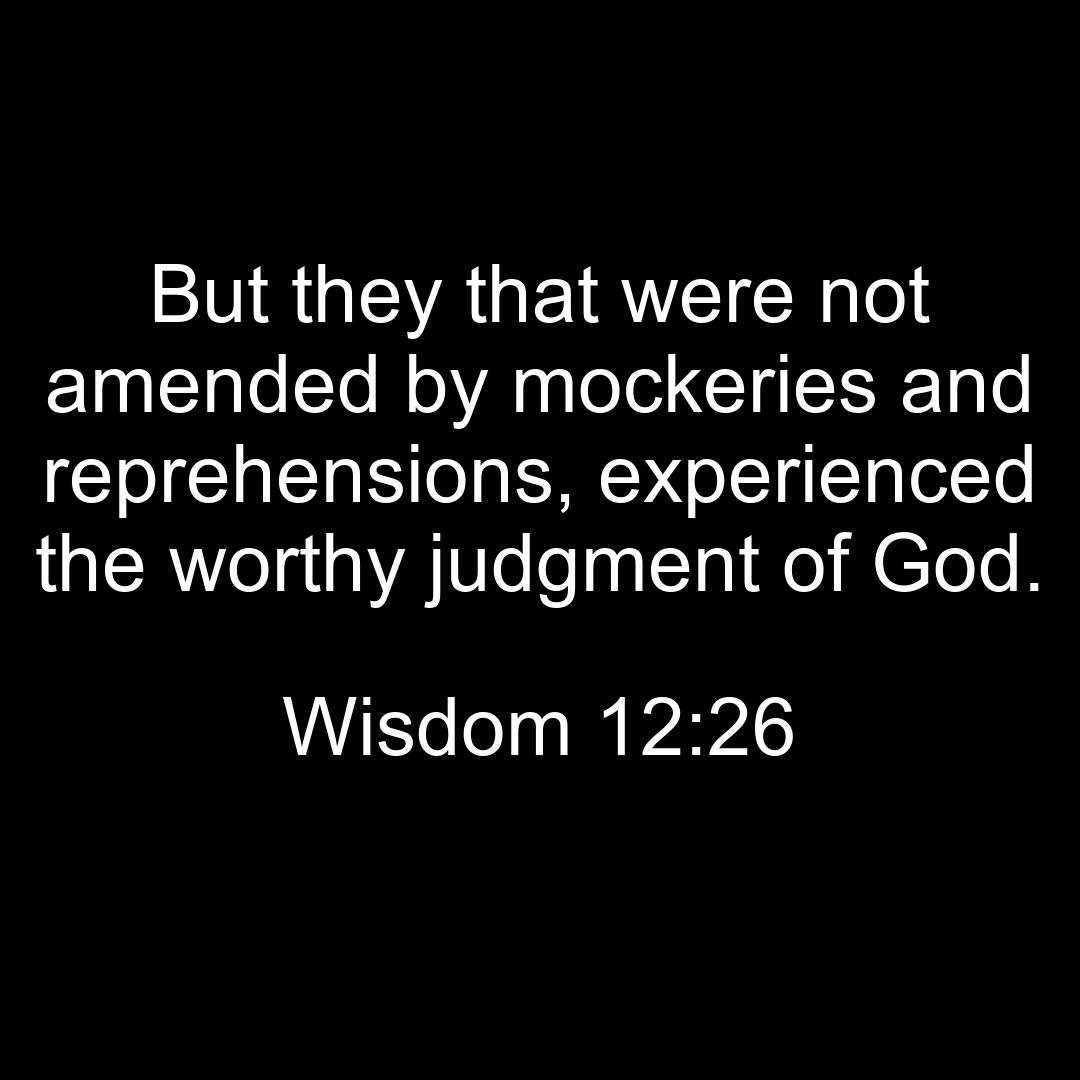 But they that were not
amended by mockeries and
reprehensions, experienced
the worthy judgment of God.
Wisdom 12:26